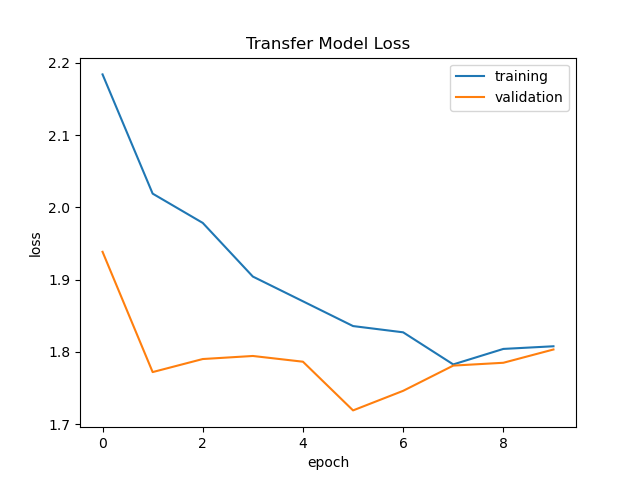 Transfer Model Loss
training
validation
2.2
2.1
2.0
1.9
1.8
1.7
loss
0
2
4
6
8
epoch